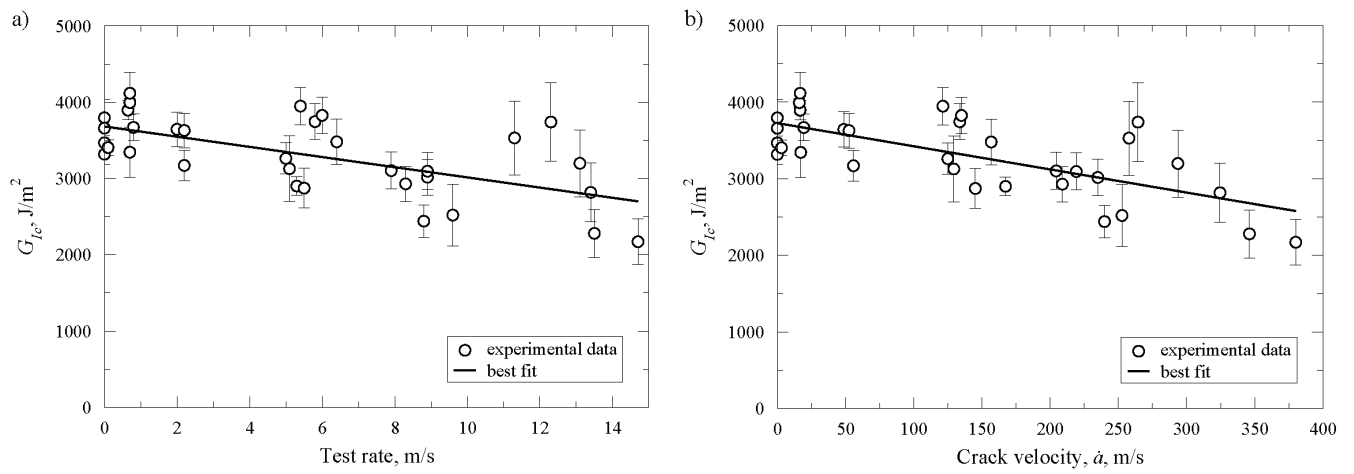 a)
5000
4000
3000
2000
1000
0
G_Ic, J/m²
0 2 4 6 8 10 12 14
Test rate, m/s
experimental data
best fit
b)
5000
4000
3000
2000
1000
0
G_Ic, J/m²
0 50 100 150 200 250 300 350 400
Crack velocity, ȧ, m/s
experimental data
best fit